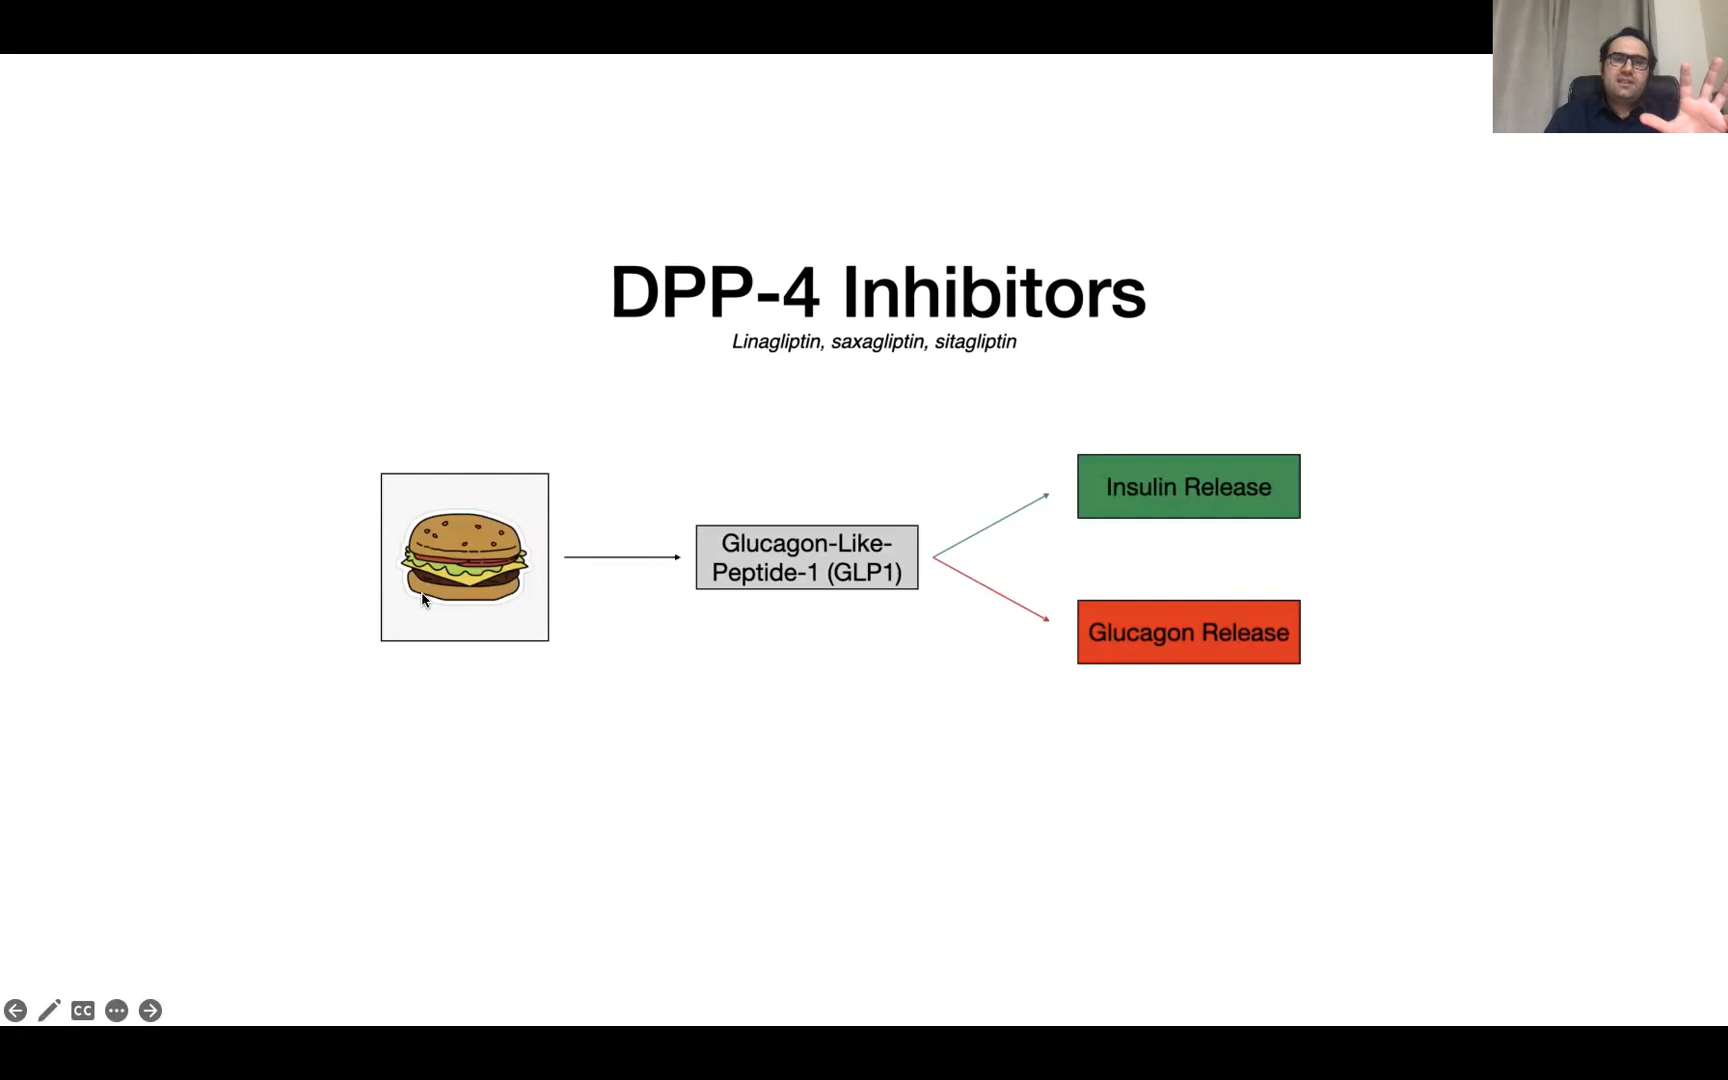 DPP-4 Inhibitors
Linagliptin, saxagliptin, sitagliptin
Glucagon-Like-
Peptide-1 (GLP1)
Insulin Release
Glucagon Release
CC